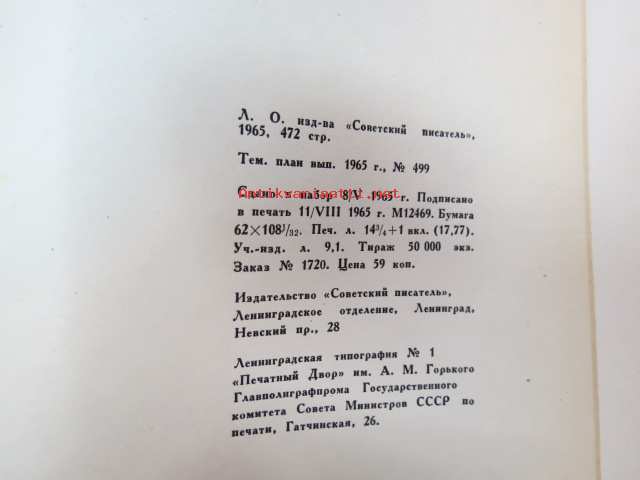 Л. О. изд-ва «Советский писатель»,
1965, 472 стр.
Тем. план вып. 1965 г., № 499
Сдано в набор 8/V 1965 г. Подписано
в печать 11/VIII 1965 г. М12469. Бумага
62×108¹/₃₂. Печ. л. 14³/₄+1 вкл. (17,77).
Уч.-изд. л. 9,1. Тираж 50 000 экз.
Заказ № 1720. Цена 59 коп.
Издательство «Советский писатель»,
Ленинградское отделение, Ленинград,
Невский пр., 28
Ленинградская типография № 1
«Печатный Двор» им. А. М. Горького
Главполиграфпрома Государственного
комитета Совета Министров СССР по
печати, Гатчинская, 26.